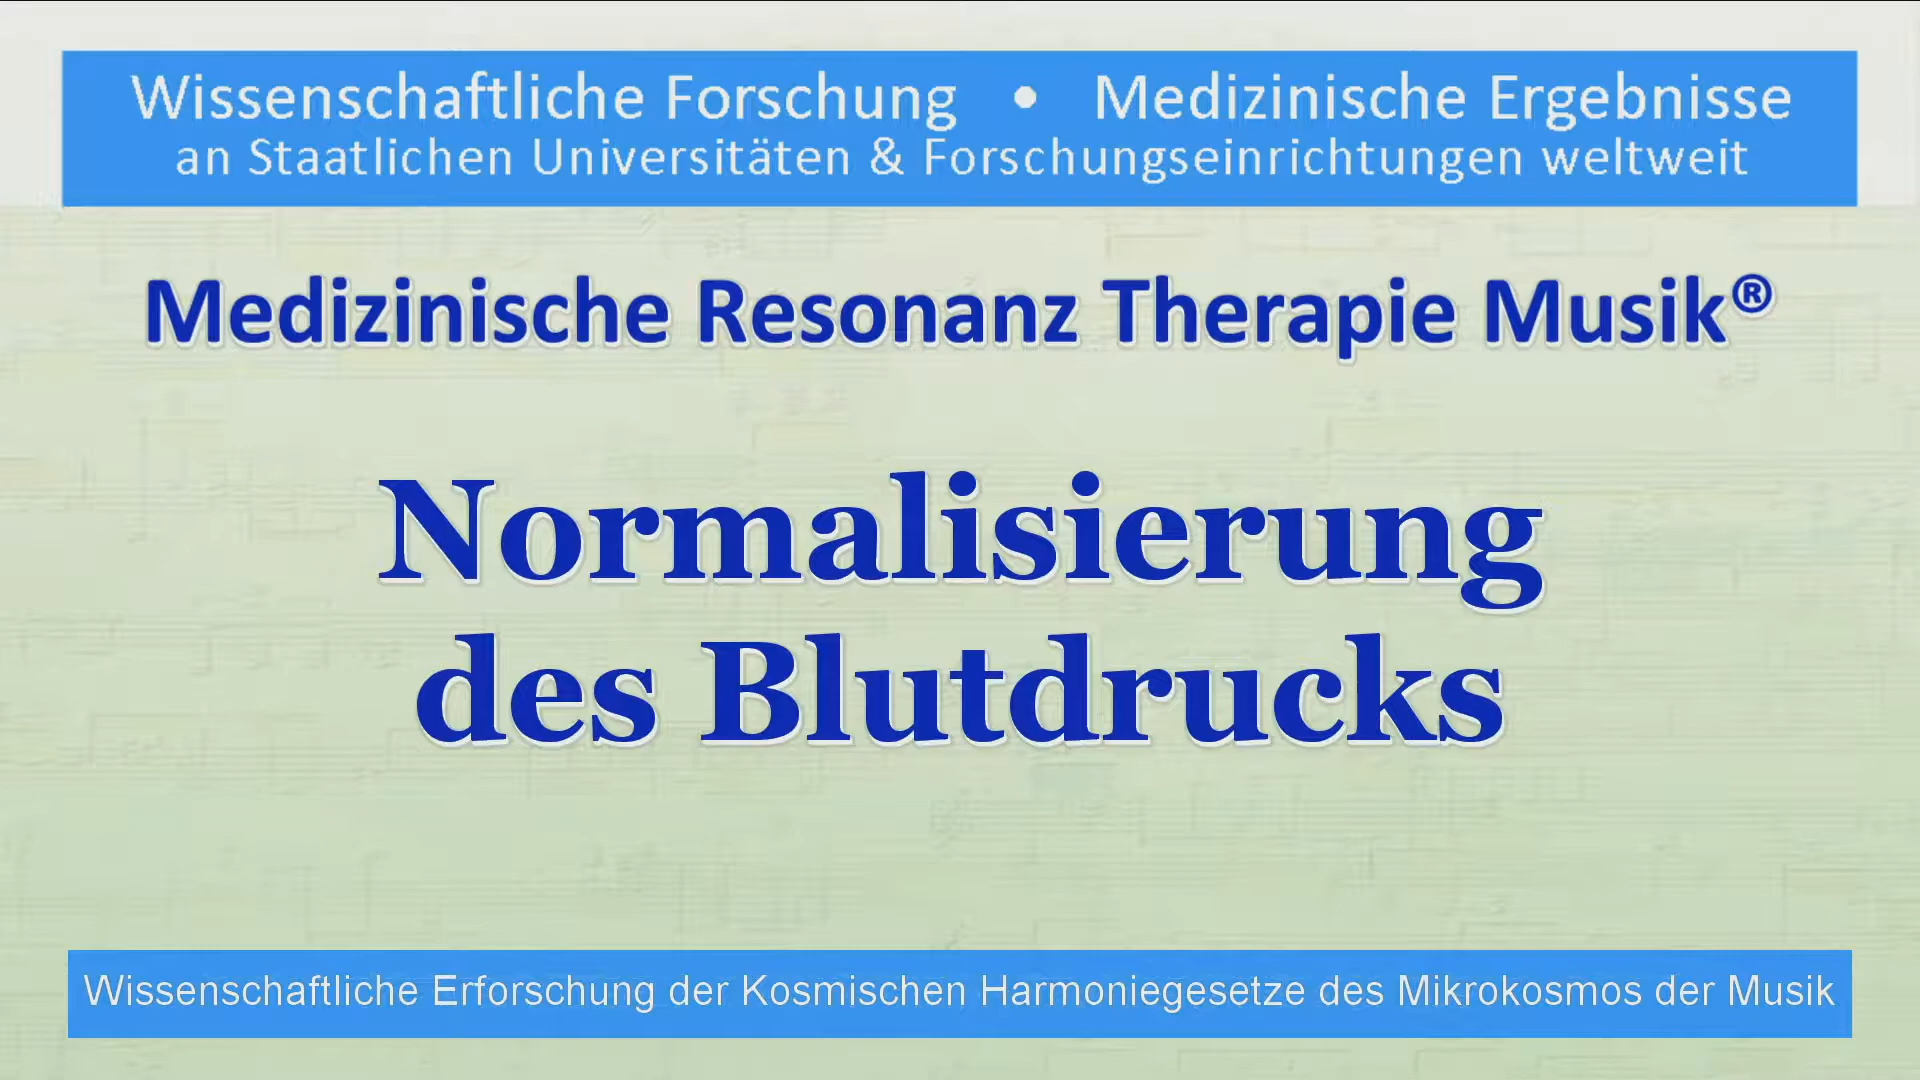 Wissenschaftliche Forschung • Medizinische Ergebnisse
an Staatlichen Universitäten & Forschungseinrichtungen weltweit
Medizinische Resonanz Therapie Musik®
Normalisierung
des Blutdrucks
Wissenschaftliche Erforschung der Kosmischen Harmoniegesetze des Mikrokosmos der Musik